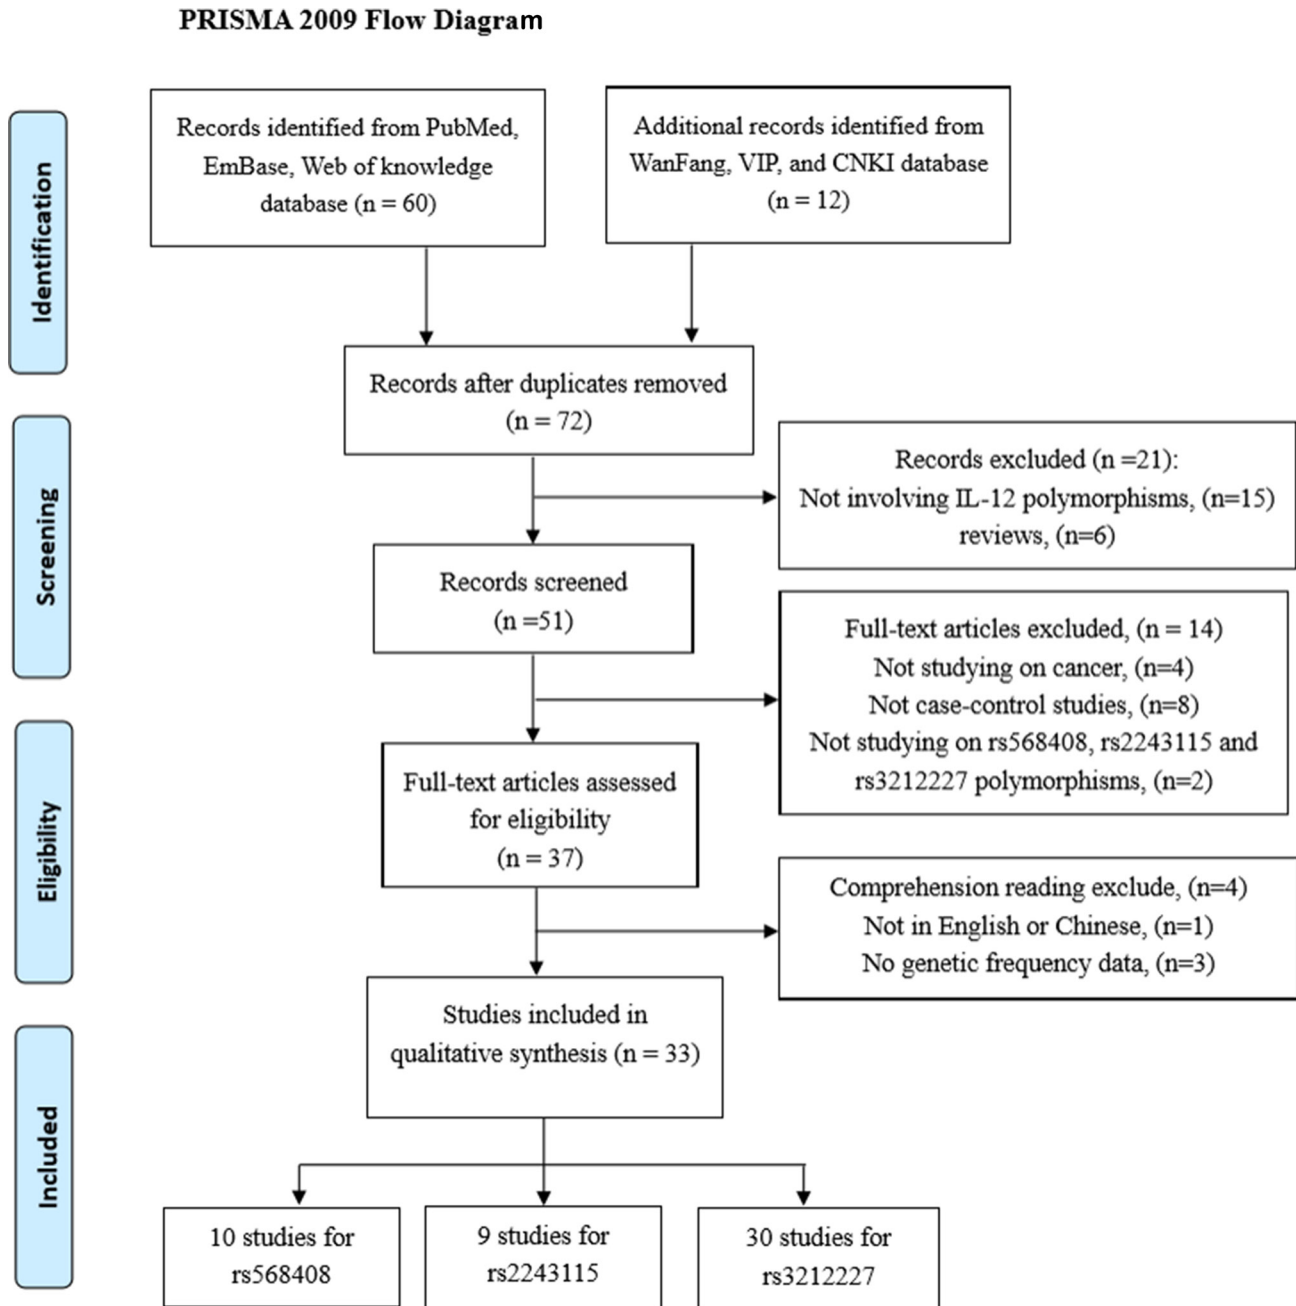 PRISMA 2009 Flow Diagram
Identification
Records identified from PubMed,
EmBase, Web of knowledge
database (n = 60)
Additional records identified from
WanFang, VIP, and CNKI database
(n = 12)
Records after duplicates removed
(n = 72)
Screening
Records excluded (n =21):
Not involving IL-12 polymorphisms, (n=15)
reviews, (n=6)
Records screened
(n =51)
Full-text articles excluded, (n = 14)
Not studying on cancer, (n=4)
Not case-control studies, (n=8)
Not studying on rs568408, rs2243115 and
rs3212227 polymorphisms, (n=2)
Eligibility
Full-text articles assessed
for eligibility
(n = 37)
Comprehension reading exclude, (n=4)
Not in English or Chinese, (n=1)
No genetic frequency data, (n=3)
Studies included in
qualitative synthesis (n = 33)
Included
10 studies for
rs568408
9 studies for
rs2243115
30 studies for
rs3212227